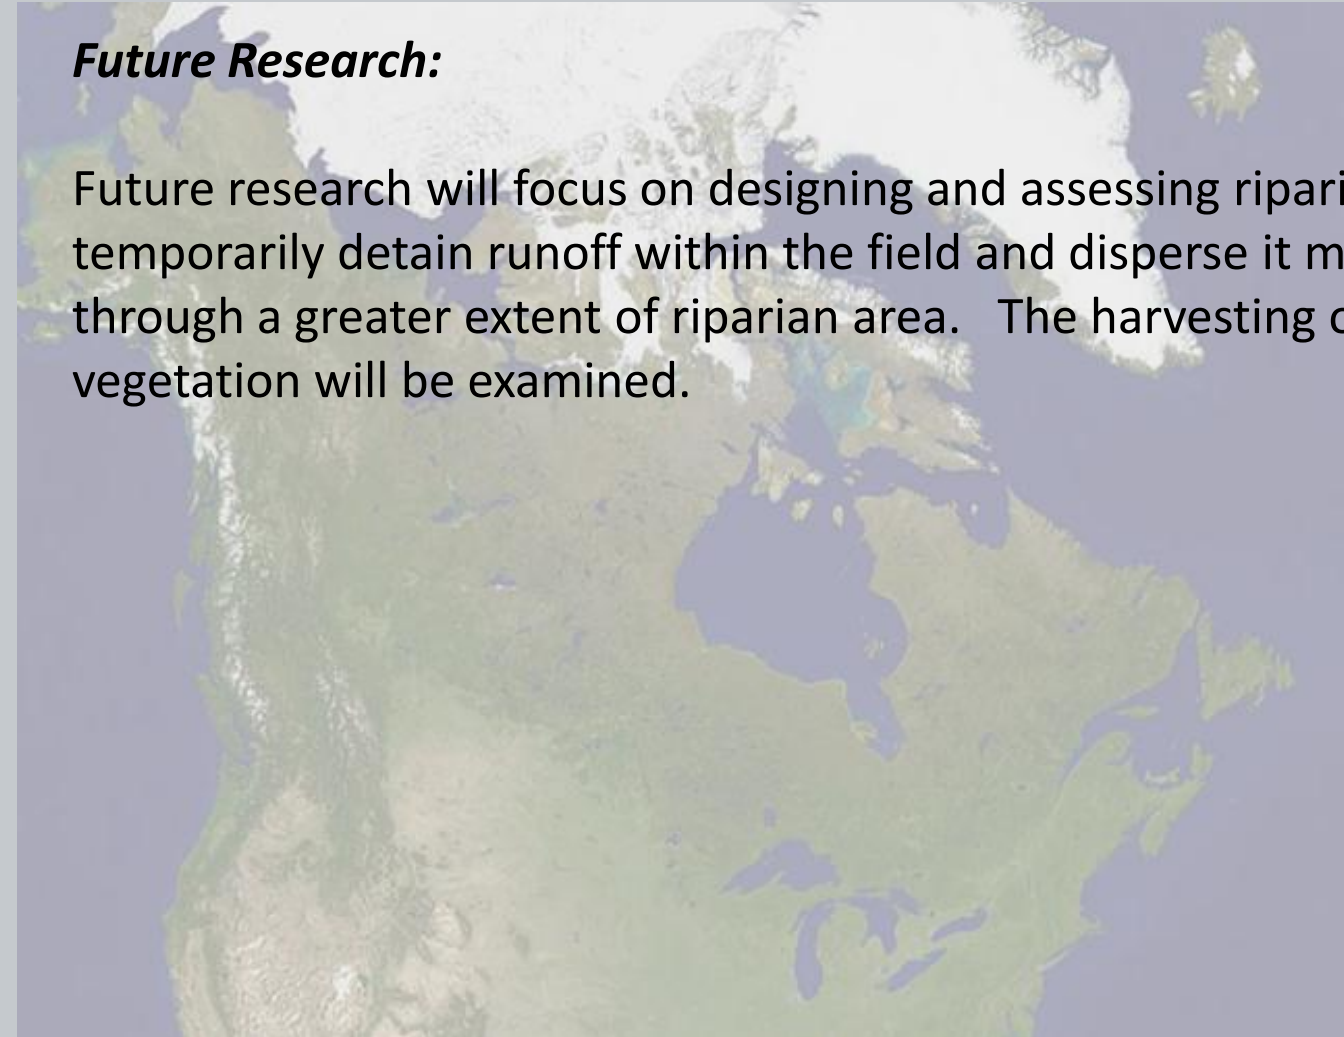 Future Research:
Future research will focus on designing and assessing
temporarily detain runoff within the field and disperse it
through a greater extent of riparian area.   The harvesting
vegetation will be examined.